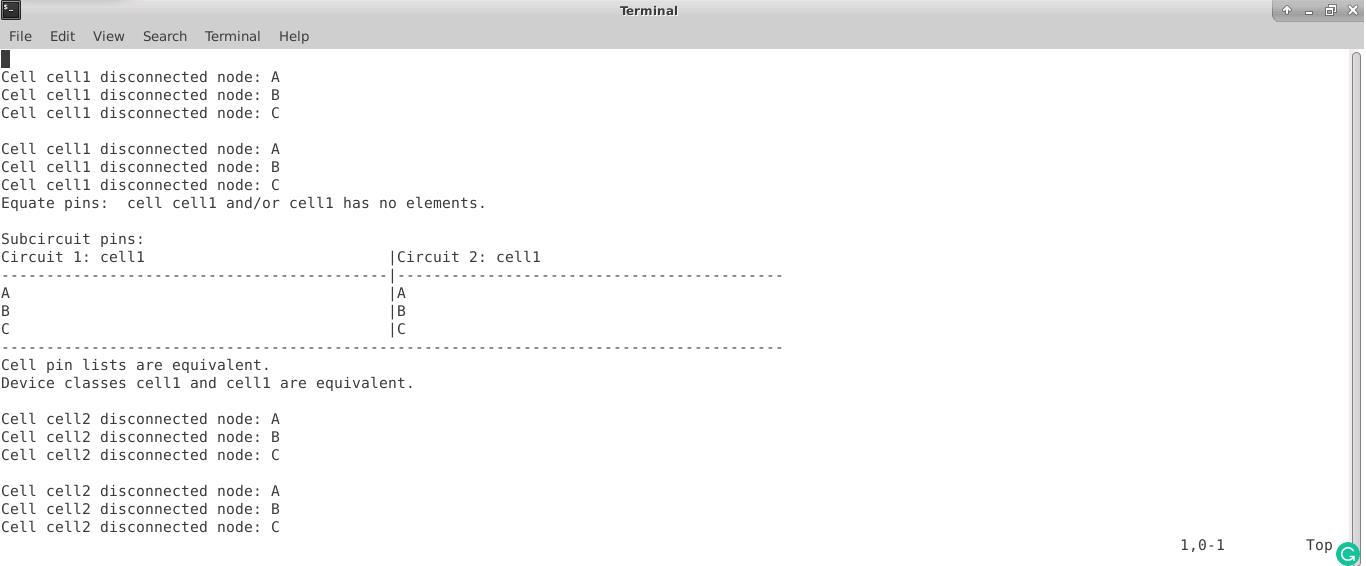 Terminal
File Edit View Search Terminal Help
Cell cell1 disconnected node: A
Cell cell1 disconnected node: B
Cell cell1 disconnected node: C
Cell cell1 disconnected node: A
Cell cell1 disconnected node: B
Cell cell1 disconnected node: C
Equate pins:  cell cell1 and/or cell1 has no elements.
Subcircuit pins:
Circuit 1: cell1                           |Circuit 2: cell1
-------------------------------------------|-------------------------------------------
A                                          |A
B                                          |B
C                                          |C
---------------------------------------------------------------------------------------
Cell pin lists are equivalent.
Device classes cell1 and cell1 are equivalent.
Cell cell2 disconnected node: A
Cell cell2 disconnected node: B
Cell cell2 disconnected node: C
Cell cell2 disconnected node: A
Cell cell2 disconnected node: B
Cell cell2 disconnected node: C
1,0-1         Top